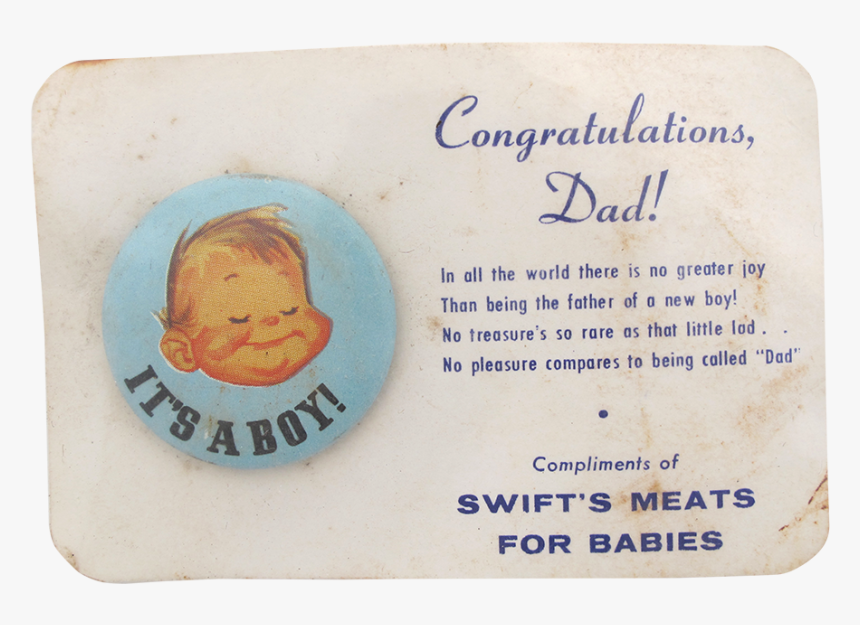 IT'S A BOY!
Congratulations,
Dad!
In all the world there is no greater joy
Than being the father of a new boy!
No treasure's so rare as that little lad . .
No pleasure compares to being called "Dad"
•
Compliments of
SWIFT'S MEATS
FOR BABIES